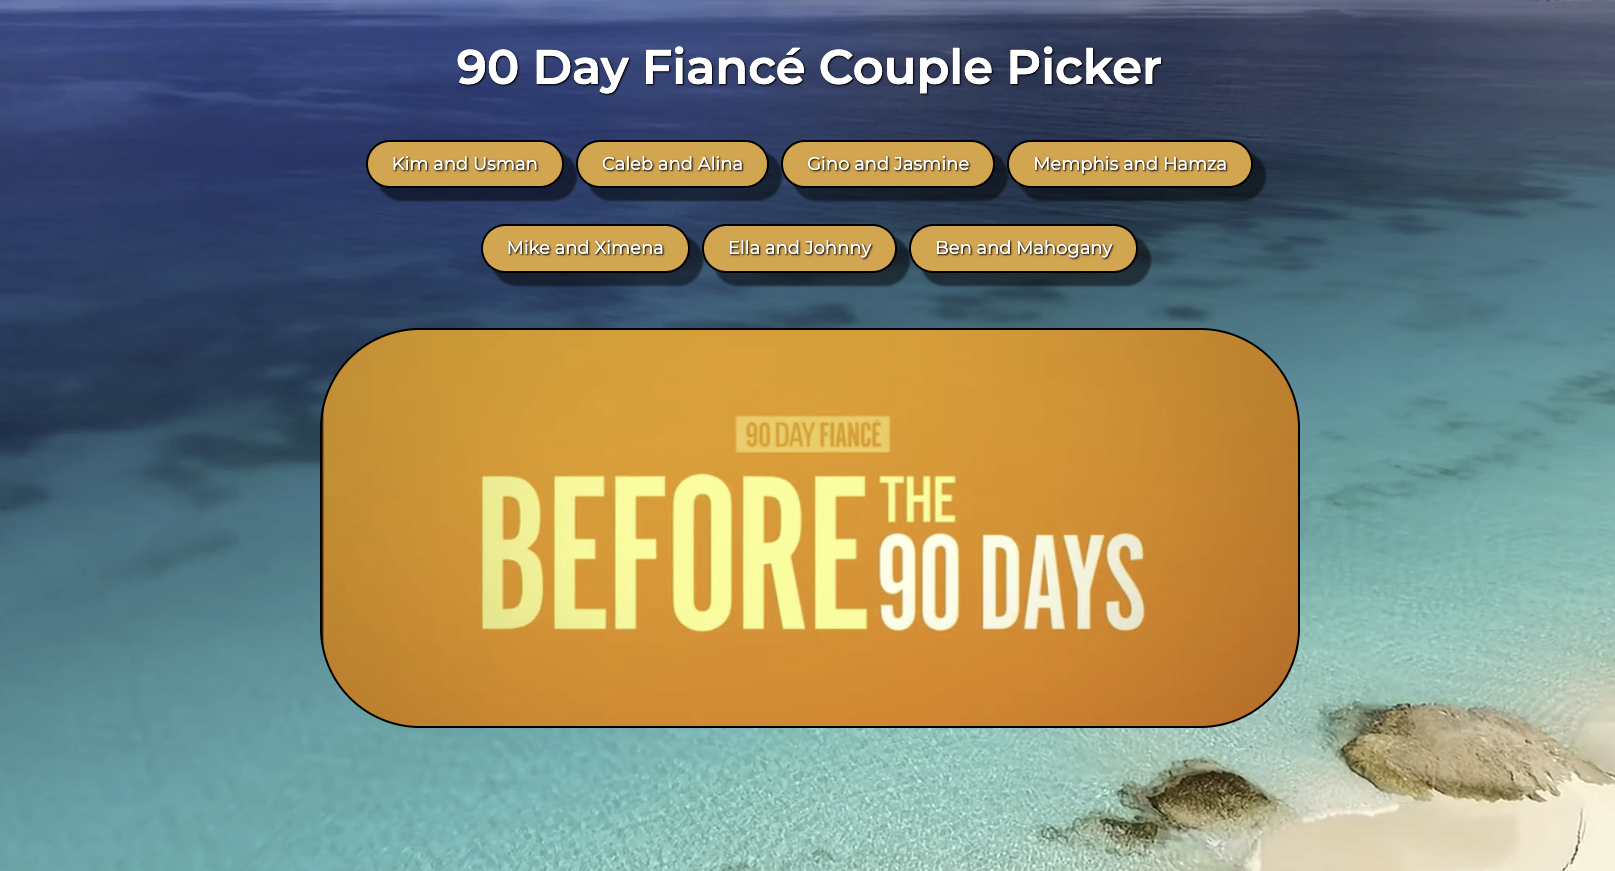 90 Day Fiancé Couple Picker
Kim and Usman
Caleb and Alina
Gino and Jasmine
Memphis and Hamza
Mike and Ximena
Ella and Johnny
Ben and Mahogany
90 DAY FIANCÉ
BEFORE THE
90 DAYS